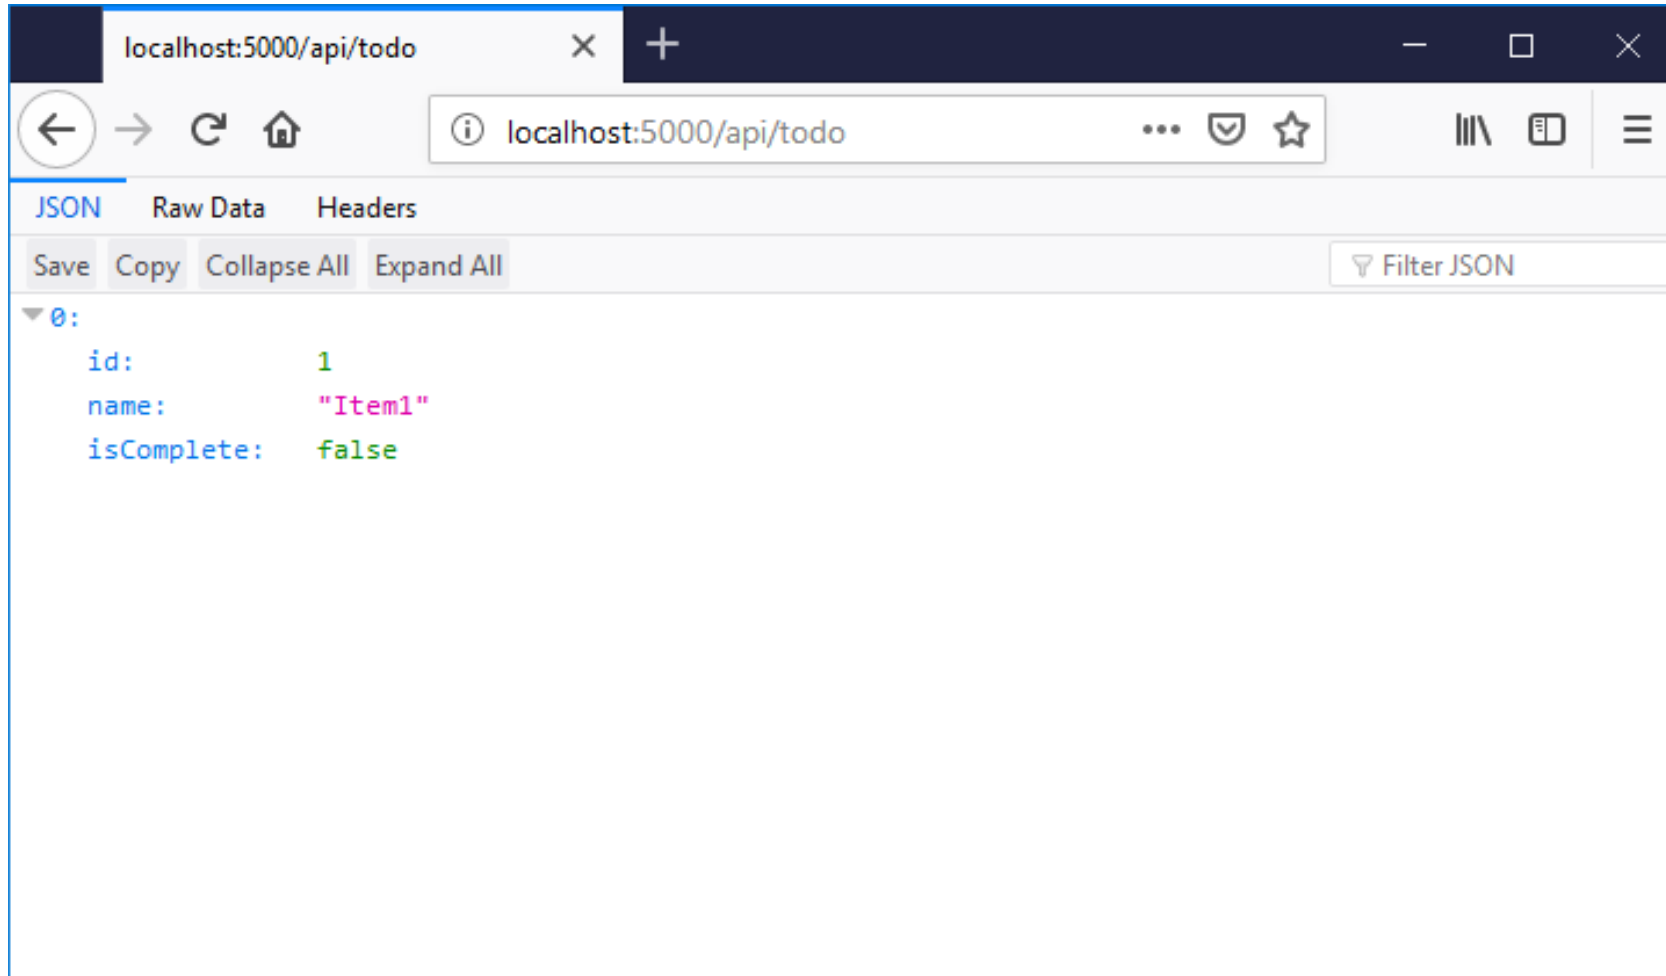 localhost:5000/api/todo
localhost:5000/api/todo
JSON Raw Data Headers
Save Copy Collapse All Expand All Filter JSON
0:
id: 1
name: "Item1"
isComplete: false